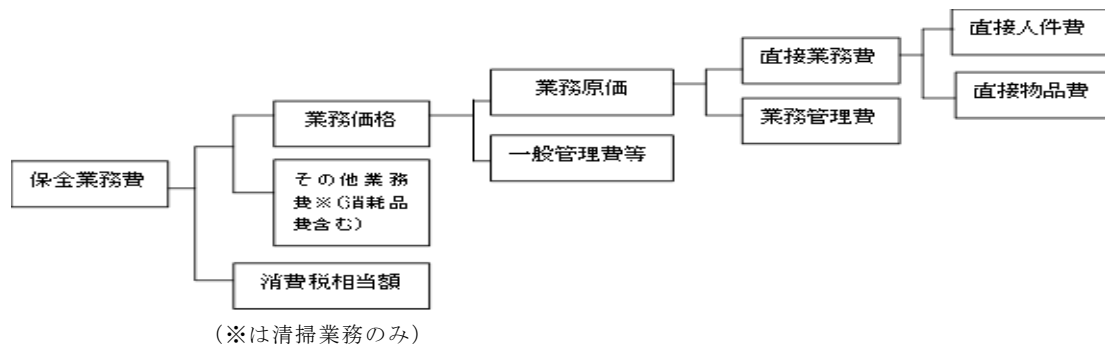 直接人件費
直接業務費
業務原価
直接物品費
業務価格
業務管理費
一般管理費等
保全業務費
その他業務
費※(消耗品
費含む)
消費税相当額
(※は清掃業務のみ)